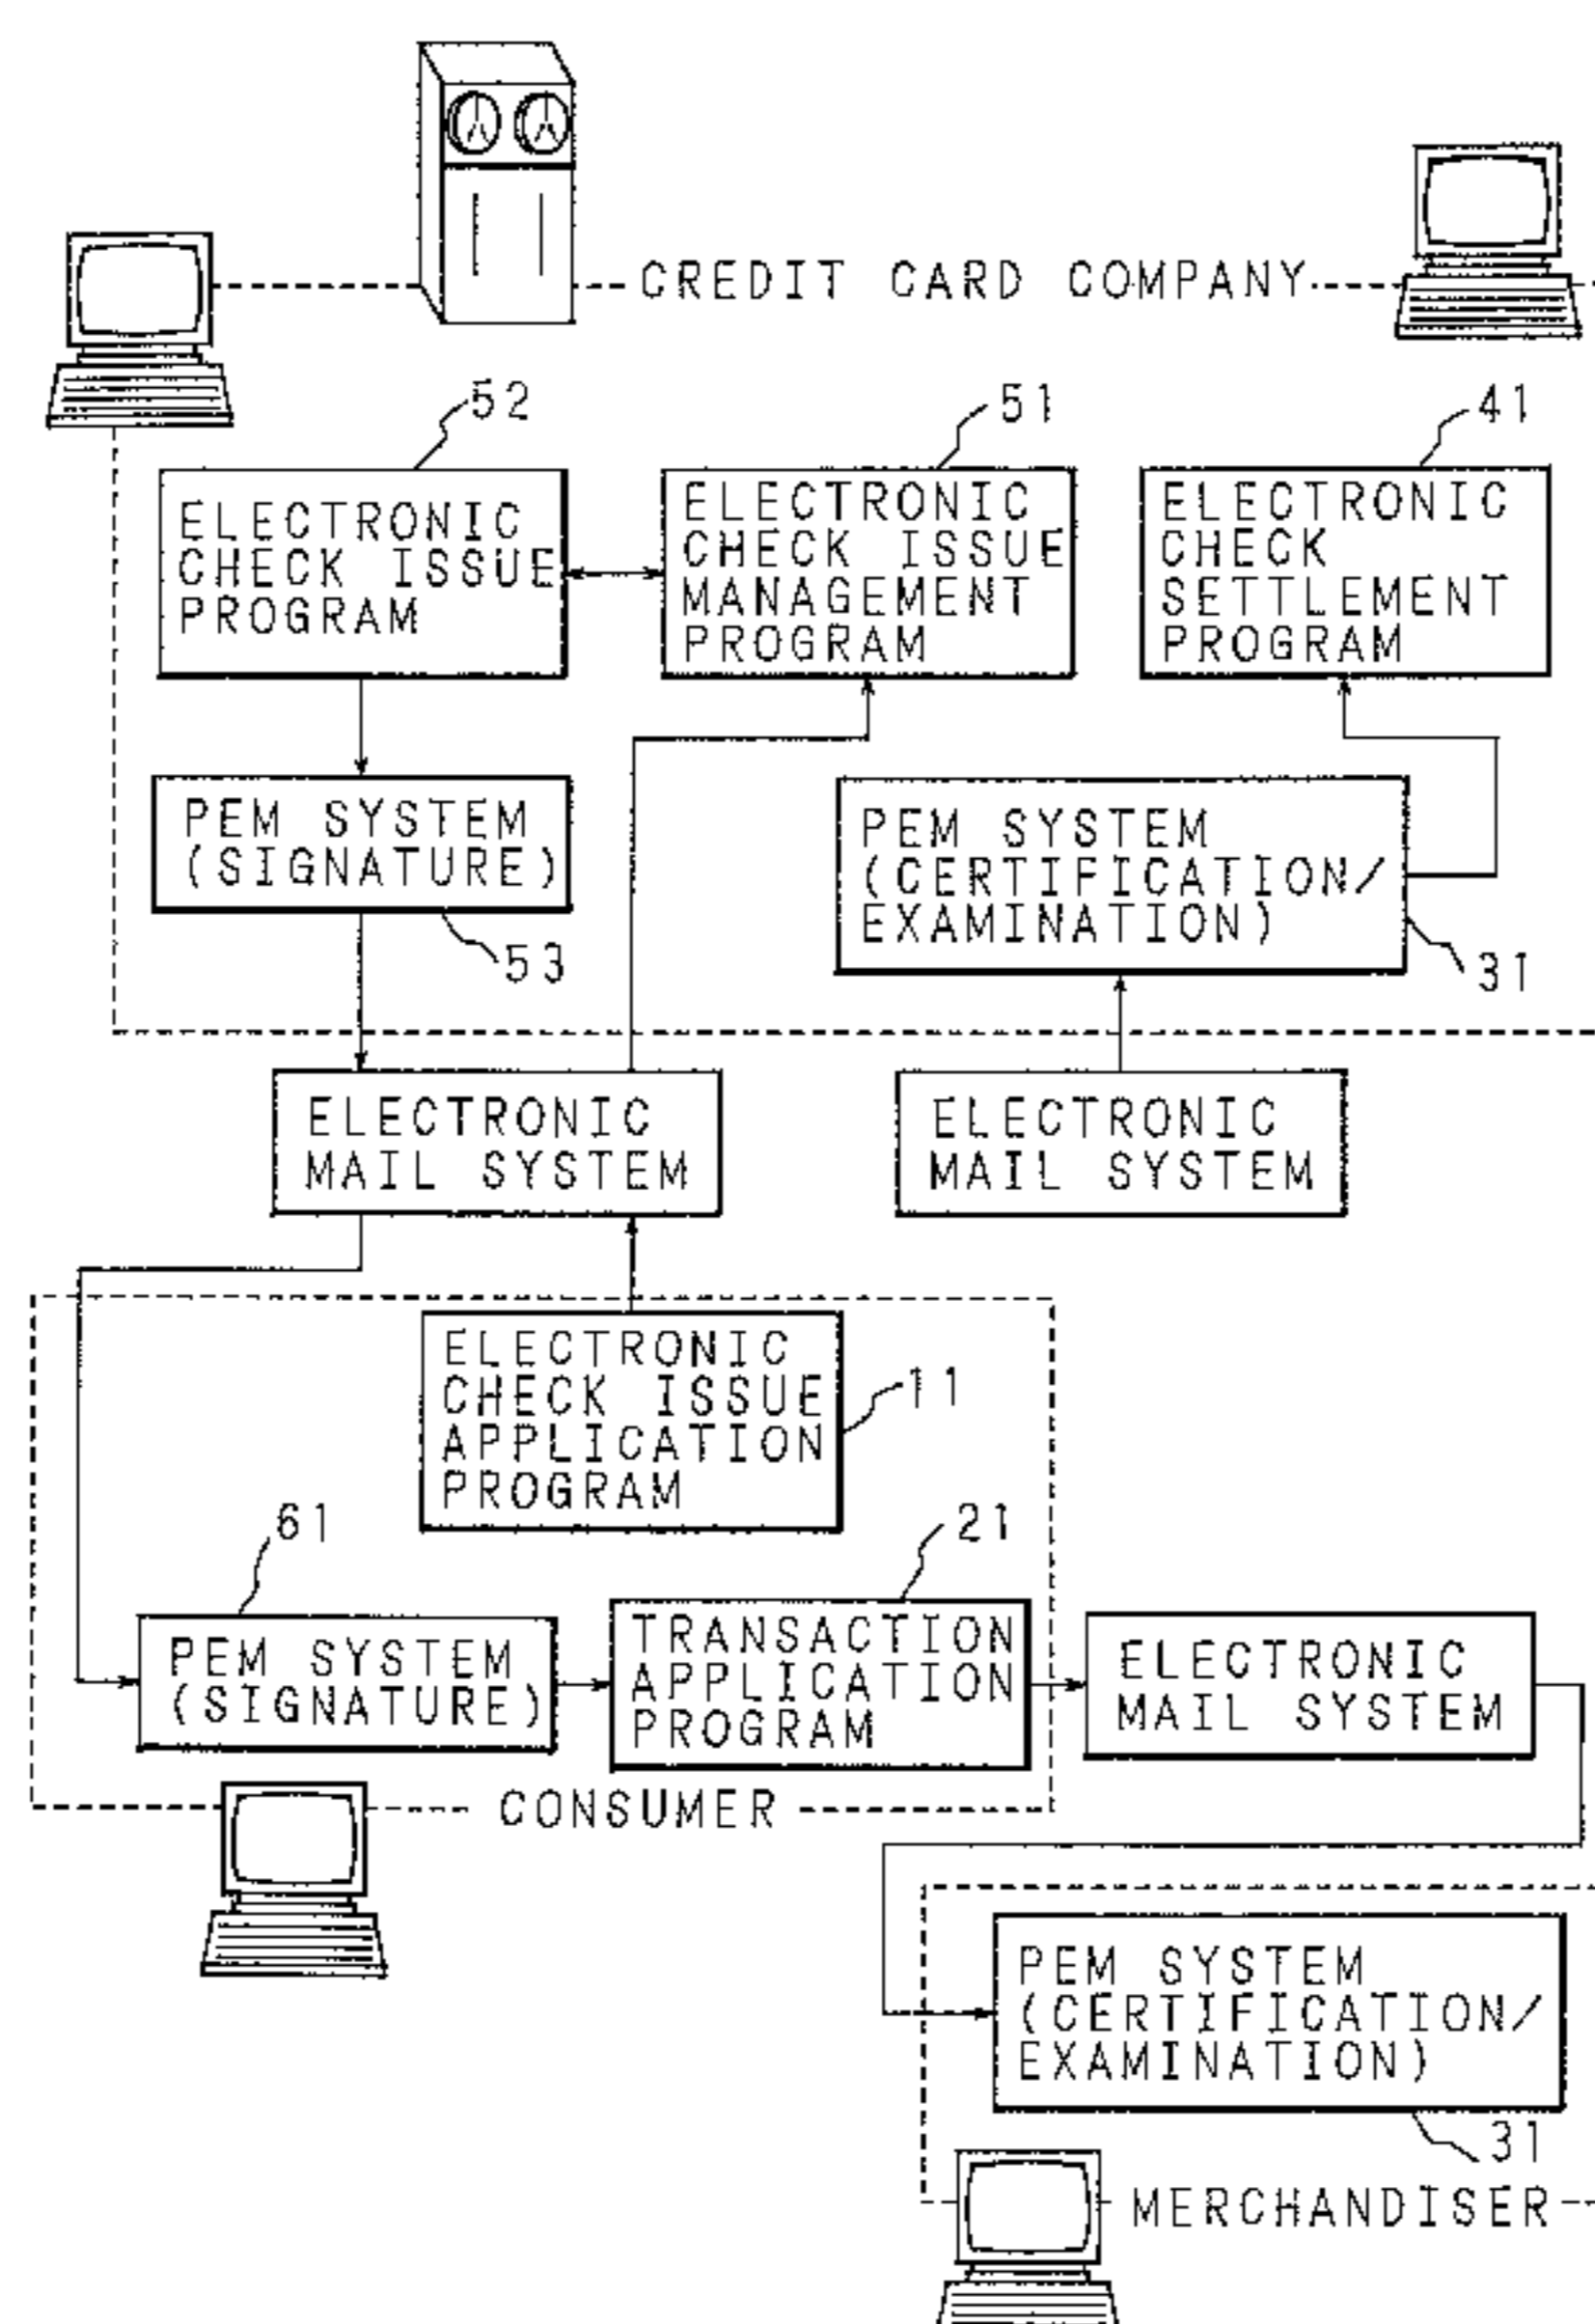 CREDIT CARD COMPANY
52
51
41
ELECTRONIC
CHECK ISSUE
PROGRAM
ELECTRONIC
CHECK ISSUE
MANAGEMENT
PROGRAM
ELECTRONIC
CHECK
SETTLEMENT
PROGRAM
PEM SYSTEM
(SIGNATURE)
53
PEM SYSTEM
(CERTIFICATION/
EXAMINATION)
31
ELECTRONIC
MAIL SYSTEM
ELECTRONIC
MAIL SYSTEM
ELECTRONIC
CHECK ISSUE
APPLICATION
PROGRAM
11
61
21
PEM SYSTEM
(SIGNATURE)
TRANSACTION
APPLICATION
PROGRAM
ELECTRONIC
MAIL SYSTEM
CONSUMER
PEM SYSTEM
(CERTIFICATION/
EXAMINATION)
31
MERCHANDISER